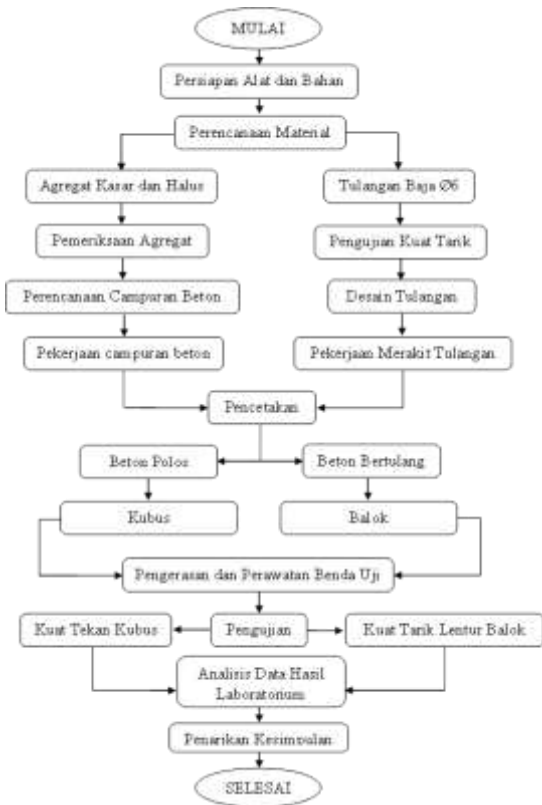 MULAI
Persiapan Alat dan Bahan
Perencanaan Material
Agregat Kasar dan Halus
Tulangan Baja Ø6
Pemeriksaan Agregat
Pengujian Kuat Tarik
Perencanaan Campuran Beton
Desain Tulangan
Pekerjaan campuran beton
Pekerjaan Merakit Tulangan
Pencetakan
Beton Polos
Beton Bertulang
Kubus
Balok
Pengerasan dan Perawatan Benda Uji
Kuat Tekan Kubus
Pengujian
Kuat Tarik Lentur Balok
Analisis Data Hasil
Laboratorium
Penarikan Kesimpulan
SELESAI